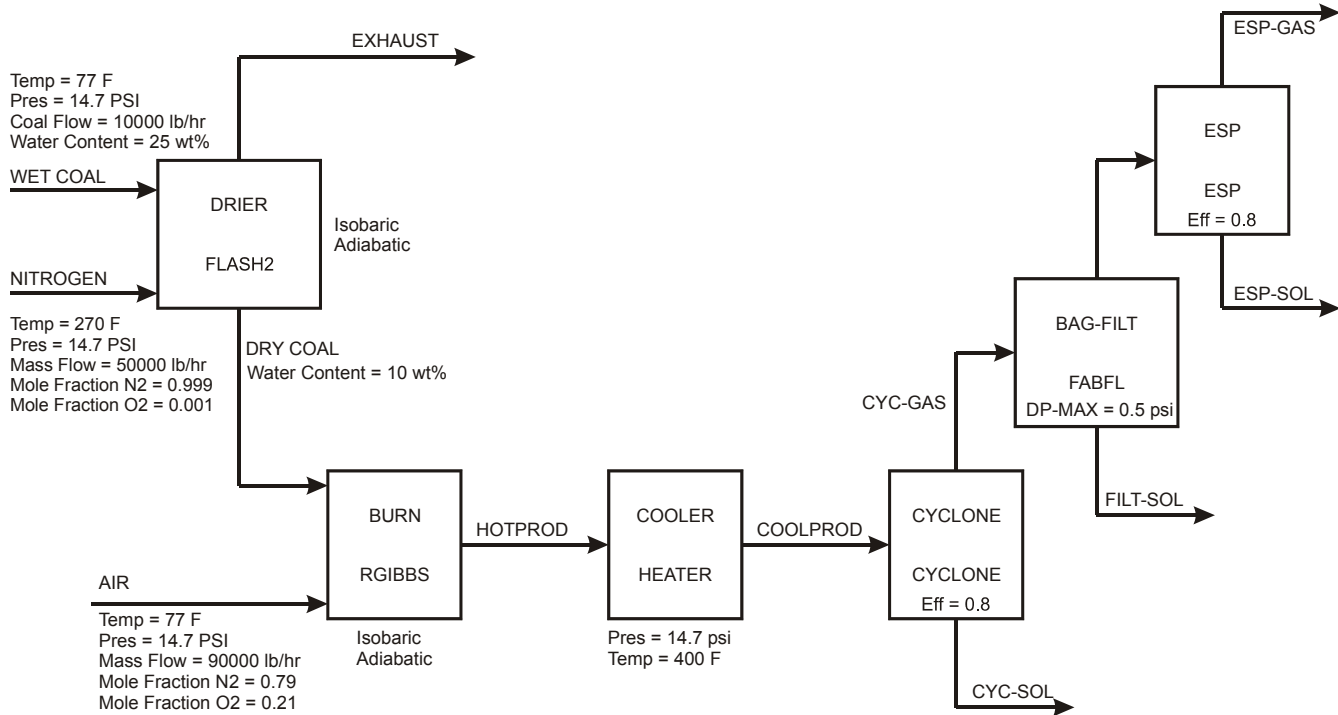 EXHAUST
ESP-GAS
Temp = 77 F
Pres = 14.7 PSI
Coal Flow = 10000 lb/hr
Water Content = 25 wt%
WET COAL
DRIER
FLASH2
Isobaric
Adiabatic
NITROGEN
Temp = 270 F
Pres = 14.7 PSI
Mass Flow = 50000 lb/hr
Mole Fraction N2 = 0.999
Mole Fraction O2 = 0.001
DRY COAL
Water Content = 10 wt%
ESP
ESP
Eff = 0.8
ESP-SOL
BAG-FILT
FABFL
DP-MAX = 0.5 psi
CYC-GAS
FILT-SOL
BURN
RGIBBS
HOTPROD
COOLER
HEATER
COOLPROD
CYCLONE
CYCLONE
Eff = 0.8
AIR
Temp = 77 F
Pres = 14.7 PSI
Mass Flow = 90000 lb/hr
Mole Fraction N2 = 0.79
Mole Fraction O2 = 0.21
Isobaric
Adiabatic
Pres = 14.7 psi
Temp = 400 F
CYC-SOL